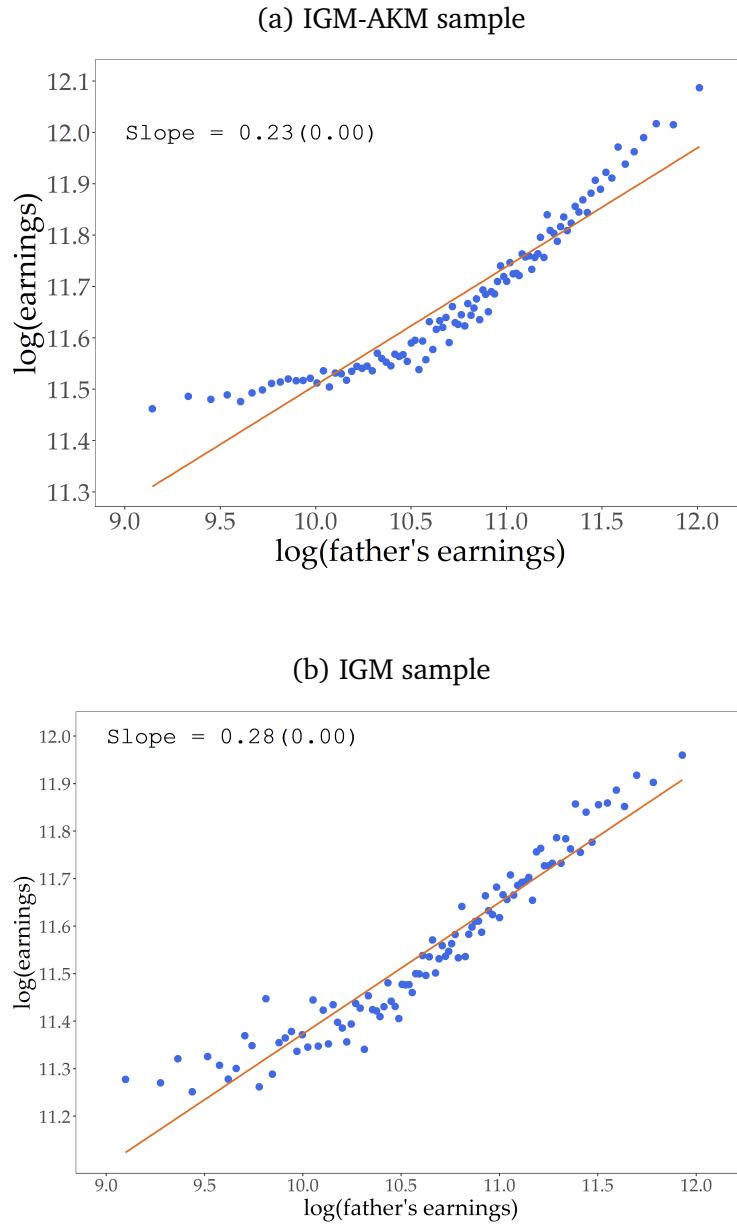 (a) IGM-AKM sample
12.1
12.0
11.9
11.8
11.7
11.6
11.5
11.4
11.3
Slope = 0.23(0.00)
log(earnings)
9.0 9.5 10.0 10.5 11.0 11.5 12.0
log(father's earnings)
(b) IGM sample
12.0
11.9
11.8
11.7
11.6
11.5
11.4
11.3
11.2
Slope = 0.28(0.00)
log(earnings)
9.0 9.5 10.0 10.5 11.0 11.5 12.0
log(father's earnings)